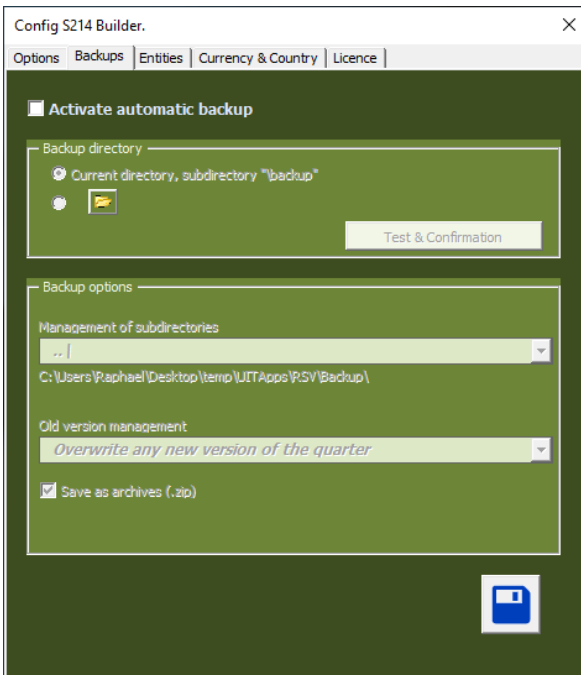 Config S214 Builder.
Options Backups Entities Currency & Country Licence
Activate automatic backup
Backup directory
Current directory, subdirectory "\backup"
Test & Confirmation
Backup options
Management of subdirectories
.. |
C:\Users\Raphael\Desktop\temp\UITApps\RSV\Backup\
Old version management
Overwrite any new version of the quarter
Save as archives (.zip)